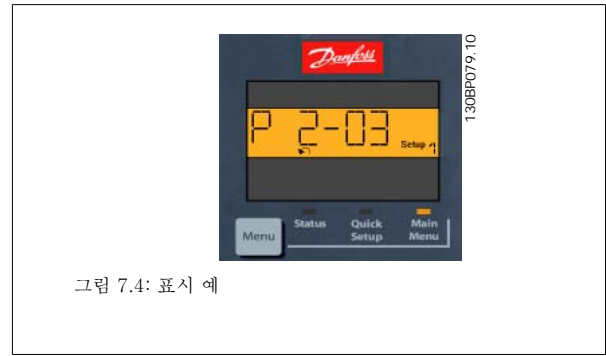 Danfoss
130BP079.10
P 2-03 Setup 1
Menu
Status
Quick Setup
Main Menu
그림 7.4: 표시 예